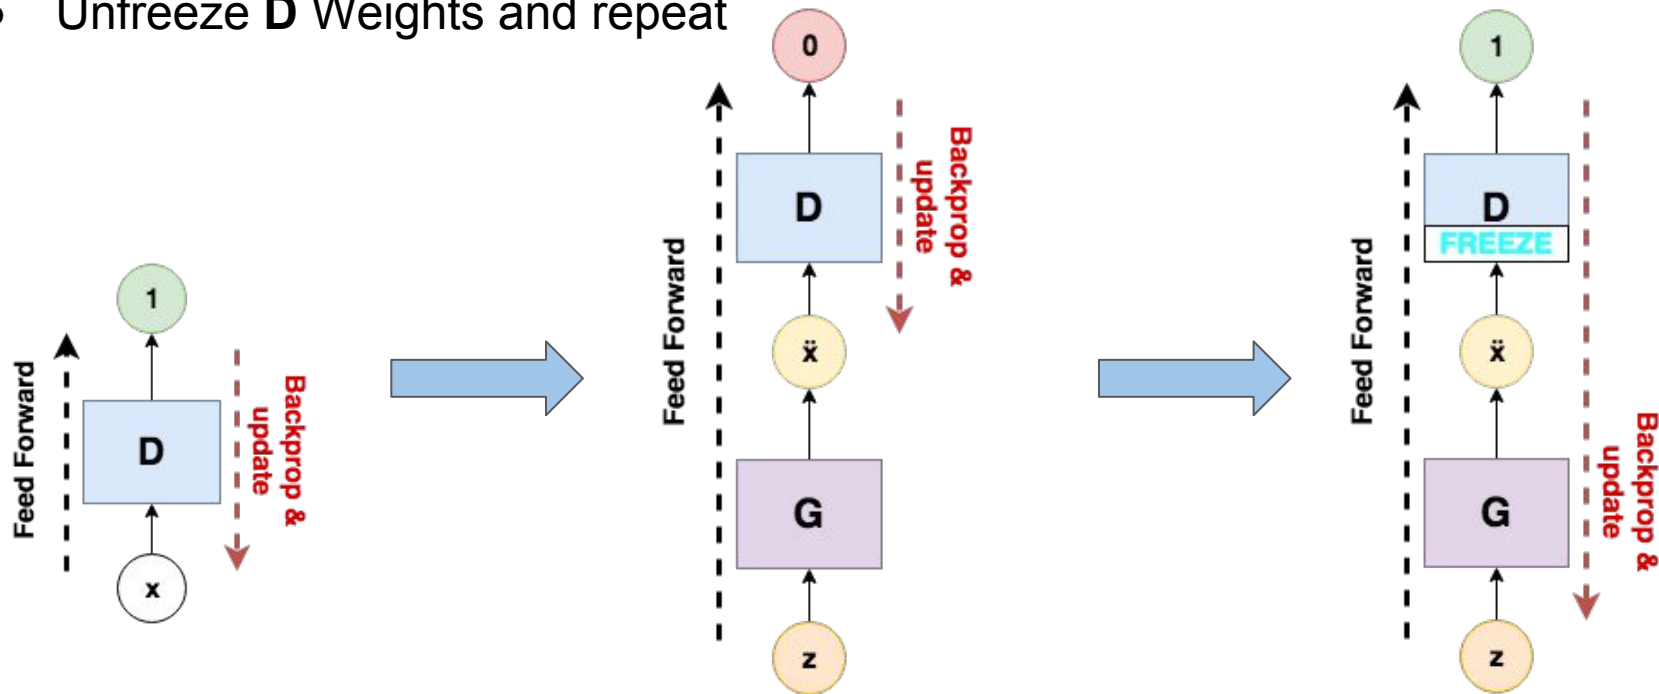 Unfreeze D Weights and repeat
1
Feed Forward
D
Backprop &
update
x
0
Feed Forward
D
Backprop &
update
ẍ
G
z
1
Feed Forward
D
FREEZE
ẍ
G
Backprop &
update
z